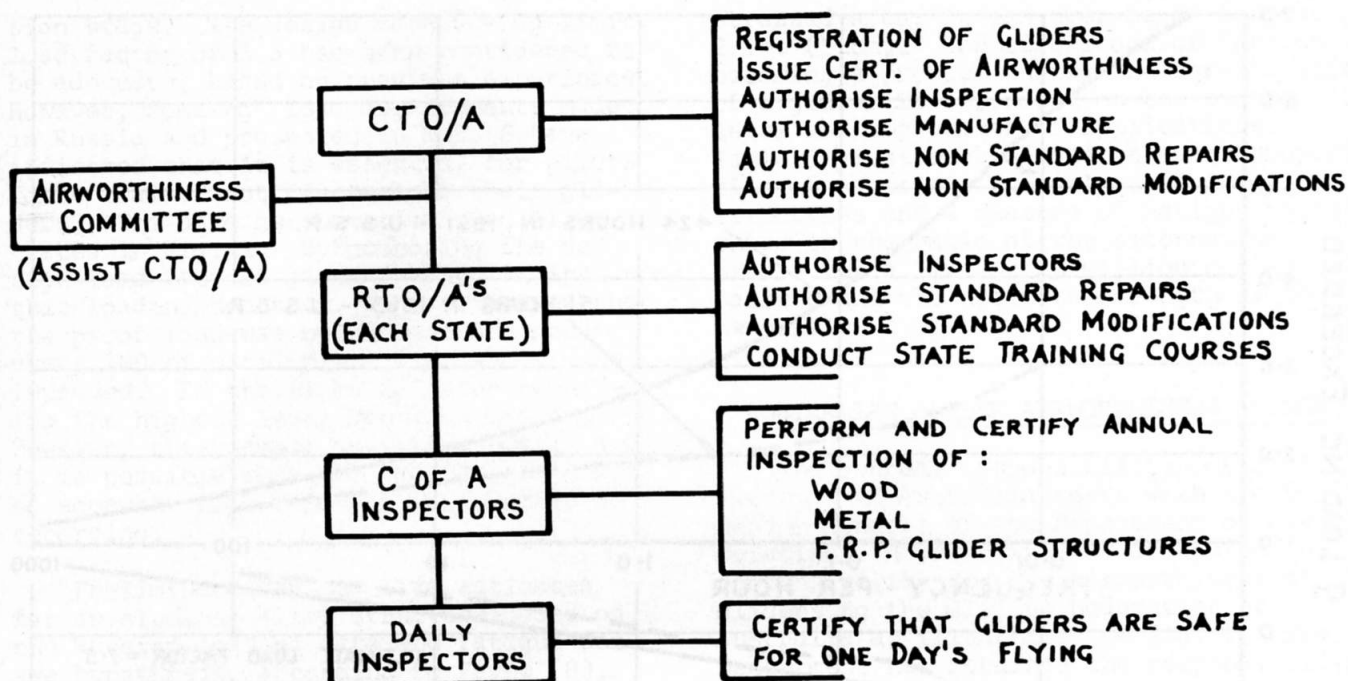 CTO/A
REGISTRATION OF GLIDERS
ISSUE CERT. OF AIRWORTHINESS
AUTHORISE INSPECTION
AUTHORISE MANUFACTURE
AUTHORISE NON STANDARD REPAIRS
AUTHORISE NON STANDARD MODIFICATIONS
AIRWORTHINESS
COMMITTEE
(ASSIST CTO/A)
RTO/A'S
(EACH STATE)
AUTHORISE INSPECTORS
AUTHORISE STANDARD REPAIRS
AUTHORISE STANDARD MODIFICATIONS
CONDUCT STATE TRAINING COURSES
C OF A
INSPECTORS
PERFORM AND CERTIFY ANNUAL
INSPECTION OF:
WOOD
METAL
F.R.P. GLIDER STRUCTURES
DAILY
INSPECTORS
CERTIFY THAT GLIDERS ARE SAFE
FOR ONE DAY'S FLYING